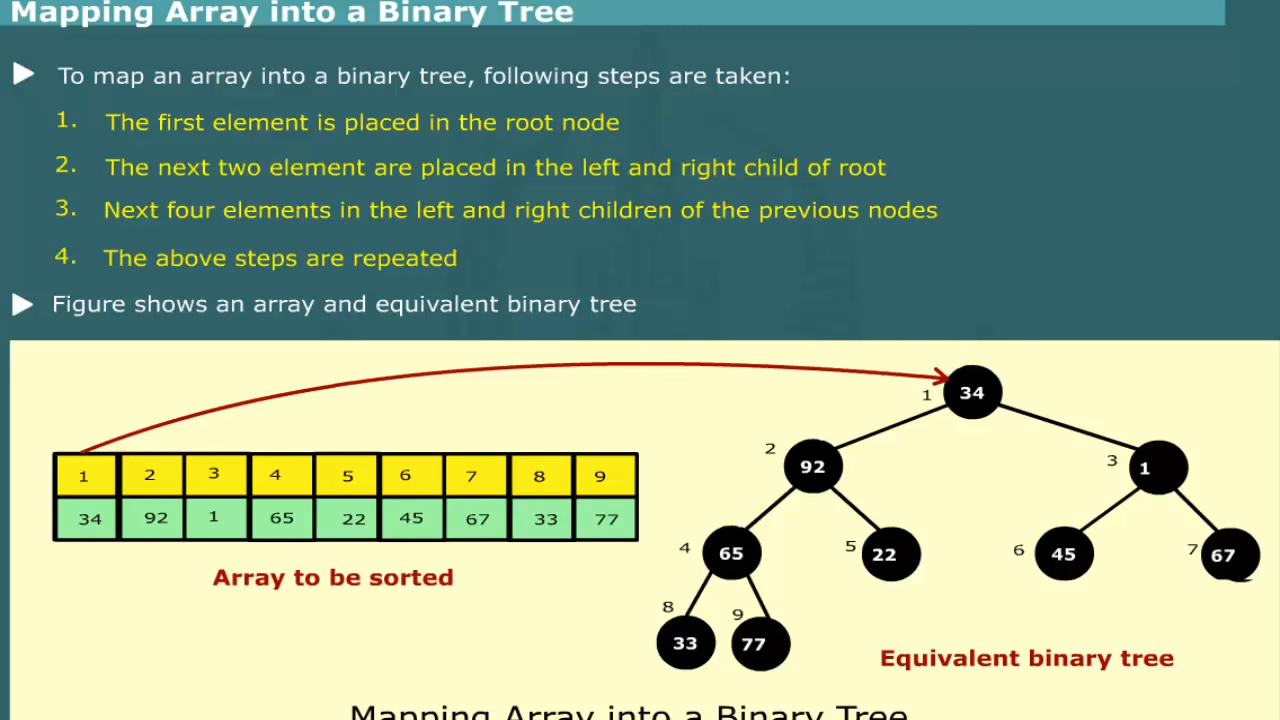 Mapping Array into a Binary Tree
To map an array into a binary tree, following steps are taken:
1. The first element is placed in the root node
2. The next two element are placed in the left and right child of root
3. Next four elements in the left and right children of the previous nodes
4. The above steps are repeated
Figure shows an array and equivalent binary tree
1 2 3 4 5 6 7 8 9
34 92 1 65 22 45 67 33 77
Array to be sorted
1 34
2 92 3 1
4 65 5 22 6 45 7 67
8 33 9 77
Equivalent binary tree
Mapping Array into a Binary Tree